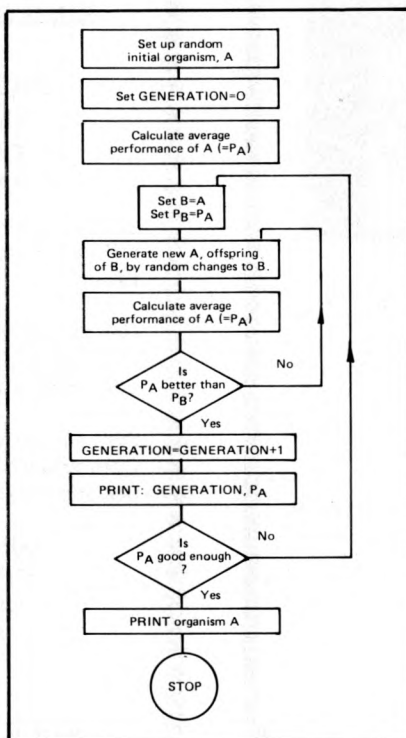 Set up random
initial organism, A
Set GENERATION=0
Calculate average
performance of A (=PA)
Set B=A
Set PB=PA
Generate new A, offspring
of B, by random changes to B.
Calculate average
performance of A (=PA)
Is
PA better than
PB?
No
Yes
GENERATION=GENERATION+1
PRINT: GENERATION, PA
Is
PA good enough
?
No
Yes
PRINT organism A
STOP